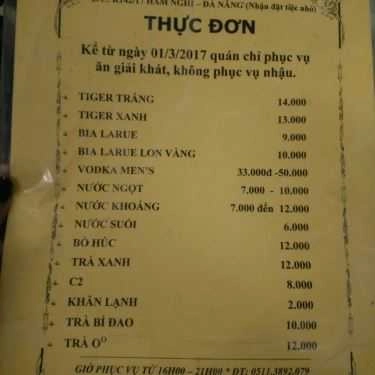 HÀM NGHI – ĐÀ NẴNG (Nhận đặt tiệc nhỏ)
THỰC ĐƠN
Kể từ ngày 01/3/2017 quán chỉ phục vụ
ăn giải khát, không phục vụ nhậu.
+ TIGER TRẮNG 14.000
+ TIGER XANH 13.000
+ BIA LARUE 9.000
+ BIA LARUE LON VÀNG 10.000
+ VODKA MEN'S 33.000đ -50.000
+ NƯỚC NGỌT 7.000 - 10.000
+ NƯỚC KHOÁNG 7.000 đến 12.000
+ NƯỚC SUỐI 6.000
+ BÒ HÚC 12.000
+ TRÀ XANH 12.000
+ C2 8.000
+ KHĂN LẠNH 2.000
+ TRÀ BÍ ĐAO 10.000
+ TRÀ OO 12.000
GIỜ PHỤC VỤ TỪ 16H00 – 21H00 * ĐT: 0511.3892.079